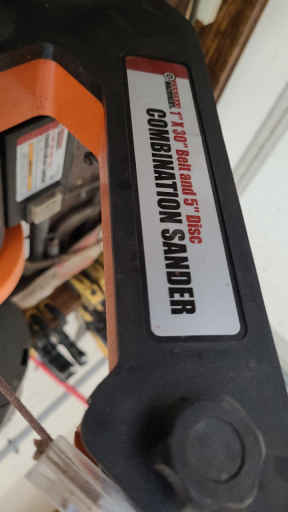 1" X 30" Belt and 5" Disc
COMBINATION SANDER